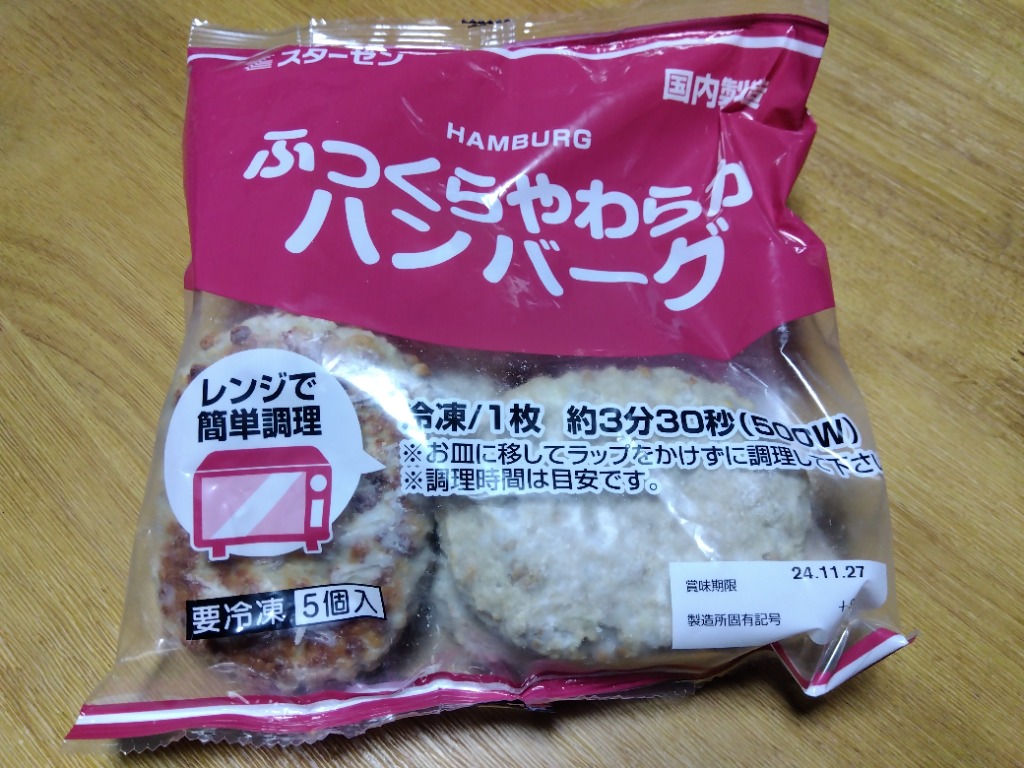 スターゼン
国内製造
HAMBURG
ふっくらやわらか
ハンバーグ
レンジで
簡単調理
冷凍/1枚 約3分30秒(500W)
※お皿に移してラップをかけずに調理して下さい
※調理時間は目安です。
要冷凍 5個入
賞味期限 24.11.27
製造所固有記号